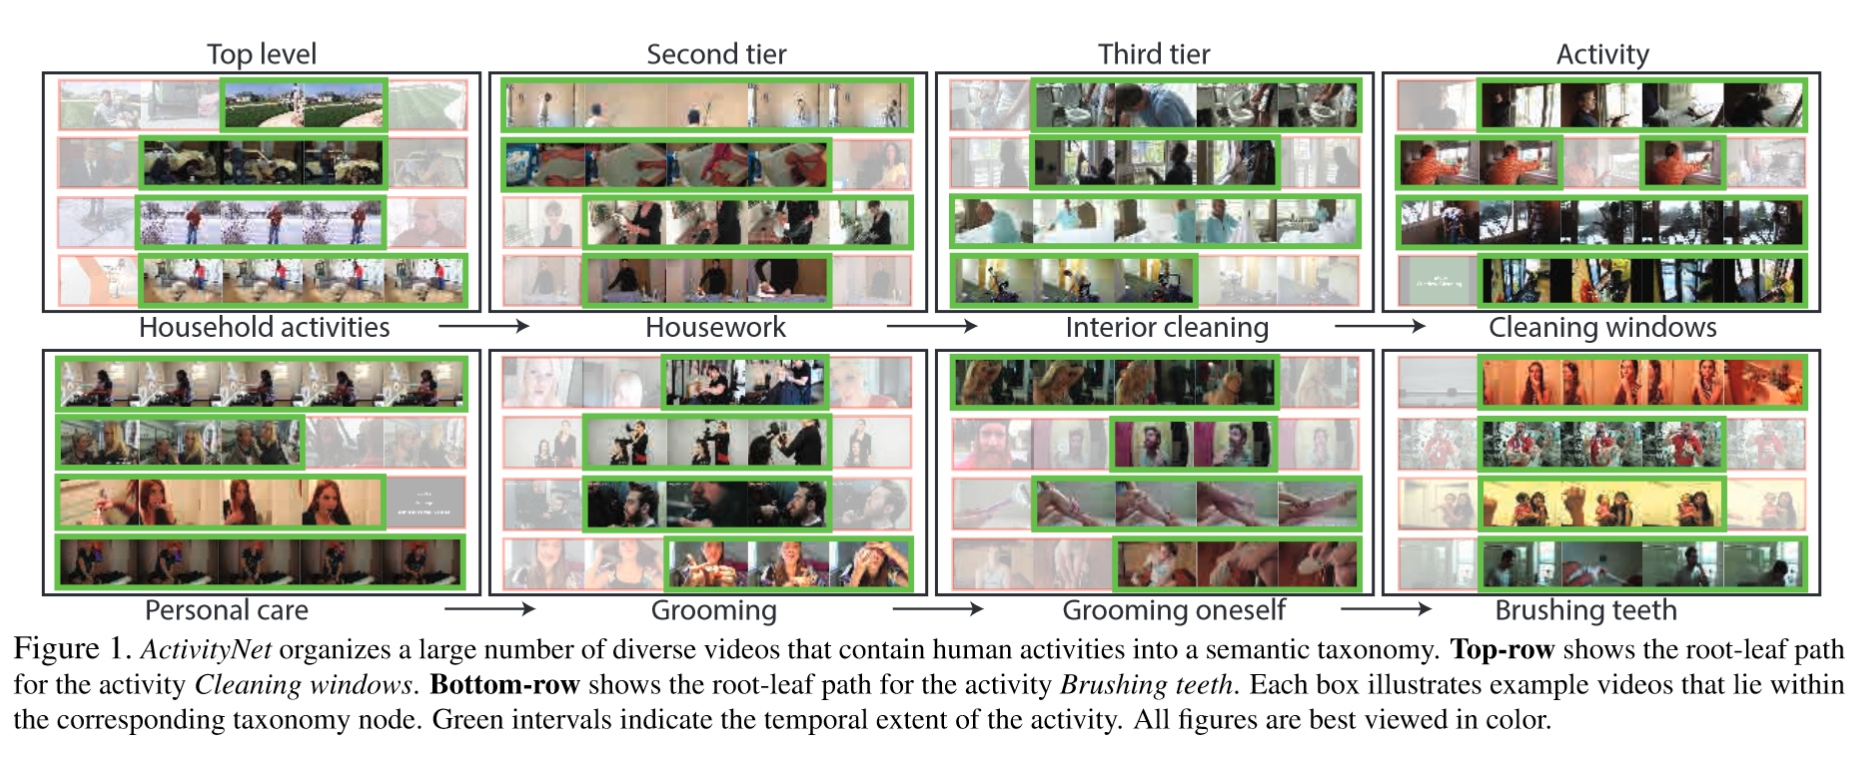 Top level
Second tier
Third tier
Activity
Household activities
Housework
Interior cleaning
Cleaning windows
Personal care
Grooming
Grooming oneself
Brushing teeth
Figure 1. ActivityNet organizes a large number of diverse videos that contain human activities into a semantic taxonomy. Top-row shows the root-leaf path
for the activity Cleaning windows. Bottom-row shows the root-leaf path for the activity Brushing teeth. Each box illustrates example videos that lie within
the corresponding taxonomy node. Green intervals indicate the temporal extent of the activity. All figures are best viewed in color.